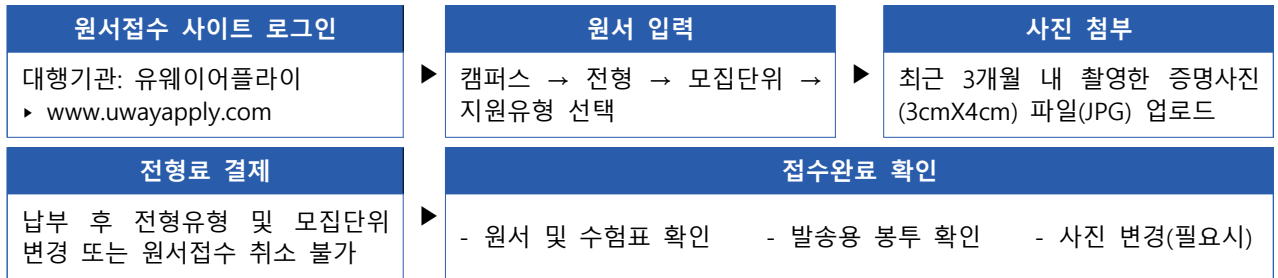 원서접수 사이트 로그인
대행기관: 유웨이어플라이
▸ www.uwayapply.com
▶
원서 입력
캠퍼스 → 전형 → 모집단위 →
지원유형 선택
▶
사진 첨부
최근 3개월 내 촬영한 증명사진
(3cmX4cm) 파일(JPG) 업로드
전형료 결제
납부 후 전형유형 및 모집단위
변경 또는 원서접수 취소 불가
▶
접수완료 확인
- 원서 및 수험표 확인 - 발송용 봉투 확인 - 사진 변경(필요시)